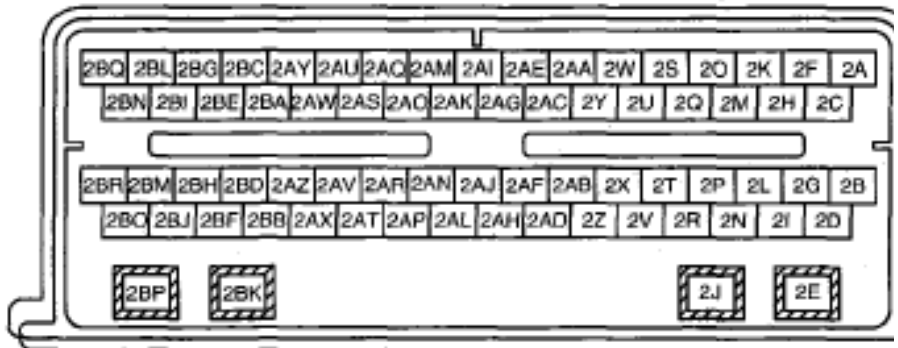 2BQ 2BL 2BG 2BC 2AY 2AU 2AQ 2AM 2AI 2AE 2AA 2W 2S 2O 2K 2F 2A
2BN 2BI 2BE 2BA 2AW 2AS 2AO 2AK 2AG 2AC 2Y 2U 2Q 2M 2H 2C
2BR 2BM 2BH 2BD 2AZ 2AV 2AR 2AN 2AJ 2AF 2AB 2X 2T 2P 2L 2G 2B
2BO 2BJ 2BF 2BB 2AX 2AT 2AP 2AL 2AH 2AD 2Z 2V 2R 2N 2I 2D
2BP 2BK 2J 2E